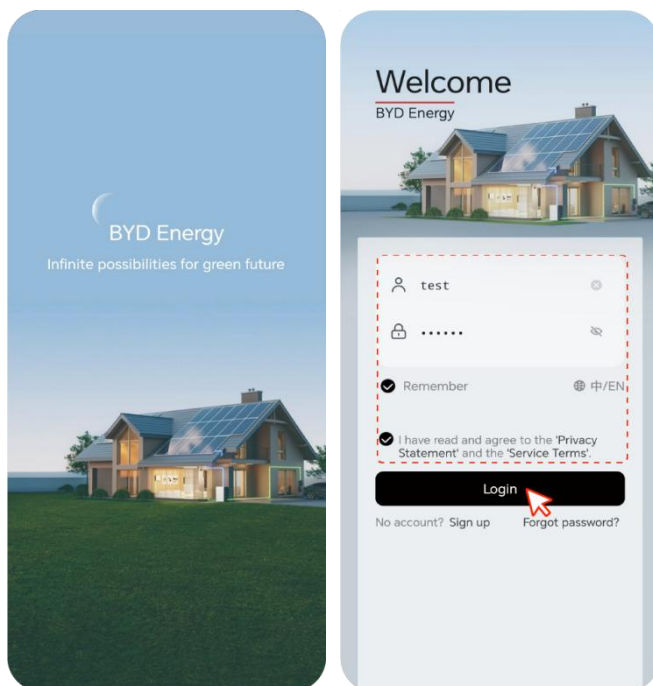 BYD Energy
Infinite possibilities for green future
Welcome
BYD Energy
test
••••••
Remember
中/EN
I have read and agree to the 'Privacy
Statement' and the 'Service Terms'.
Login
No account? Sign up
Forgot password?